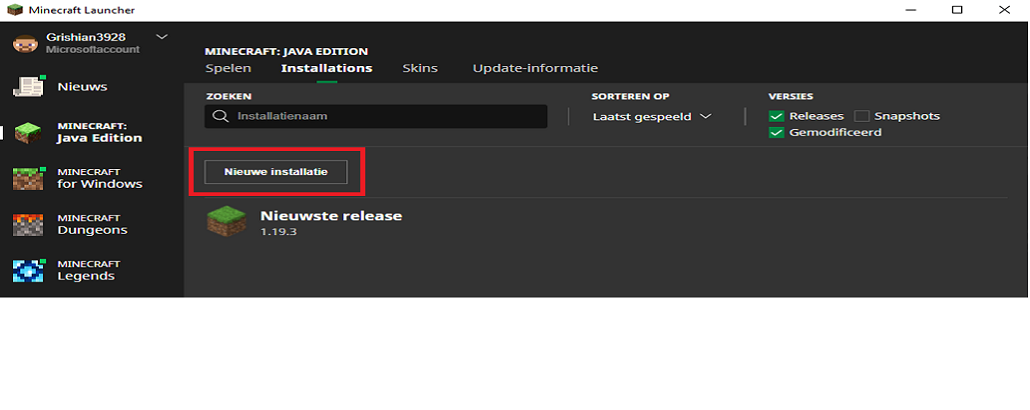 Minecraft Launcher
Grishian3928
Microsoftaccount
Nieuws
MINECRAFT:
Java Edition
MINECRAFT
for Windows
MINECRAFT
Dungeons
MINECRAFT
Legends
MINECRAFT: JAVA EDITION
Spelen Installations Skins Update-informatie
ZOEKEN
Installatienaam
SORTEREN OP
Laatst gespeeld
VERSIES
Releases Snapshots
Gemodificeerd
Nieuwe installatie
Nieuwste release
1.19.3